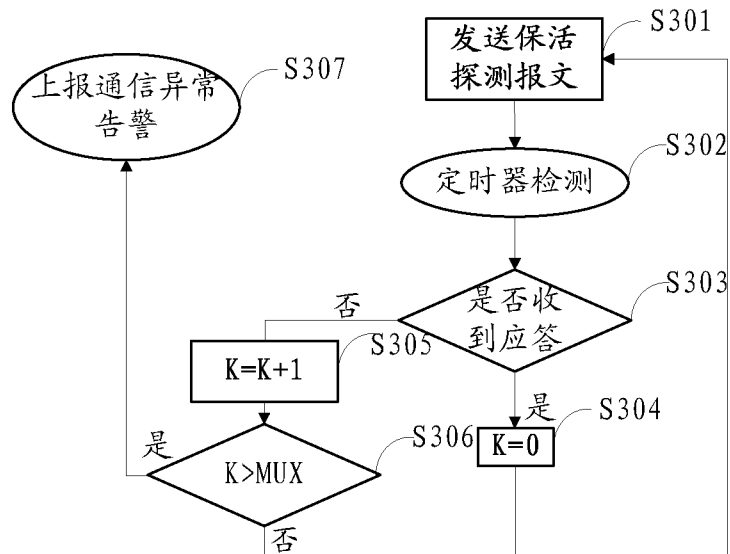 发送保活
探测报文
S301
上报通信异常
告警
S307
定时器检测
S302
是否收
到应答
S303
否
K=K+1
S305
是
K=0
S304
是
K>MUX
S306
否